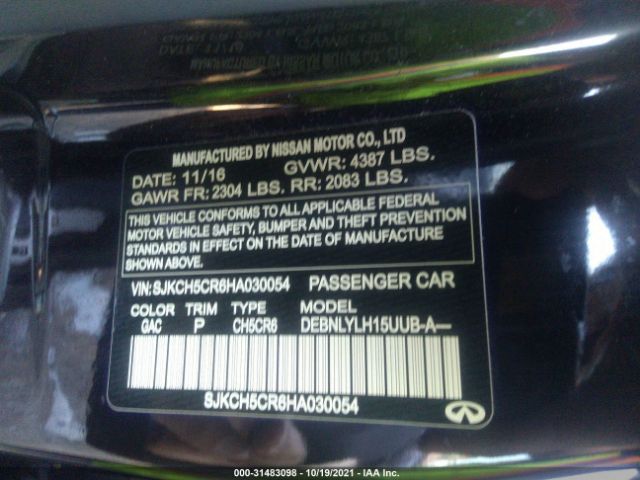 MANUFACTURED BY NISSAN MOTOR CO., LTD
DATE: 11/16 GVWR: 4387 LBS.
GAWR FR: 2304 LBS. RR: 2083 LBS.
THIS VEHICLE CONFORMS TO ALL APPLICABLE FEDERAL
MOTOR VEHICLE SAFETY, BUMPER AND THEFT PREVENTION
STANDARDS IN EFFECT ON THE DATE OF MANUFACTURE
SHOWN ABOVE.
VIN:SJKCH5CR6HA030054 PASSENGER CAR
COLOR TRIM TYPE MODEL
GAC P CH5CR6 DEBNLYLH15UUB-A—
SJKCH5CR6HA030054
000-31483098 - 10/19/2021 - IAA Inc.